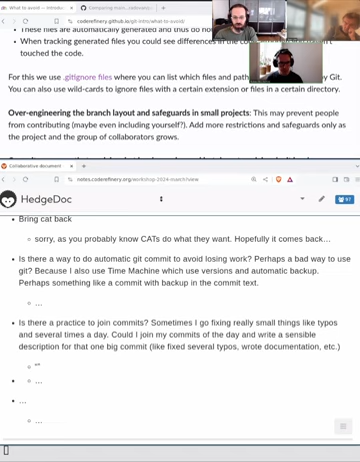 What to avoid — Introdu
Comparing main...radovan/
coderefinery.github.io/git-intro/what-to-avoid/
These files are automatically generated and thus do no
When tracking generated files you could see differences in the code
touched the code.
For this we use .gitignore files where you can list which files and path
y Git.
You can also use wild-cards to ignore files with a certain extension or files in a certain directory.
Over-engineering the branch layout and safeguards in small projects: This may prevent people
from contributing (maybe even including yourself?). Add more restrictions and safeguards only as
the project and the group of collaborators grows.
Collaborative document
notes.coderefinery.org/workshop-2024-march/view
HedgeDoc
97
• Bring cat back
◦ sorry, as you probably know CATs do what they want. Hopefully it comes back...
• Is there a way to do automatic git commit to avoid losing work? Perhaps a bad way to use
git? Because I also use Time Machine which use versions and automatic backup.
Perhaps something like a commit with backup in the commit text.
◦ ...
• Is there a practice to join commits? Sometimes I go fixing really small things like typos
and several times a day. Could I join my commits of the day and write a sensible
description for that one big commit (like fixed several typos, wrote documentation, etc.)
◦ ""
• ◦ ...
• ...
◦ ...